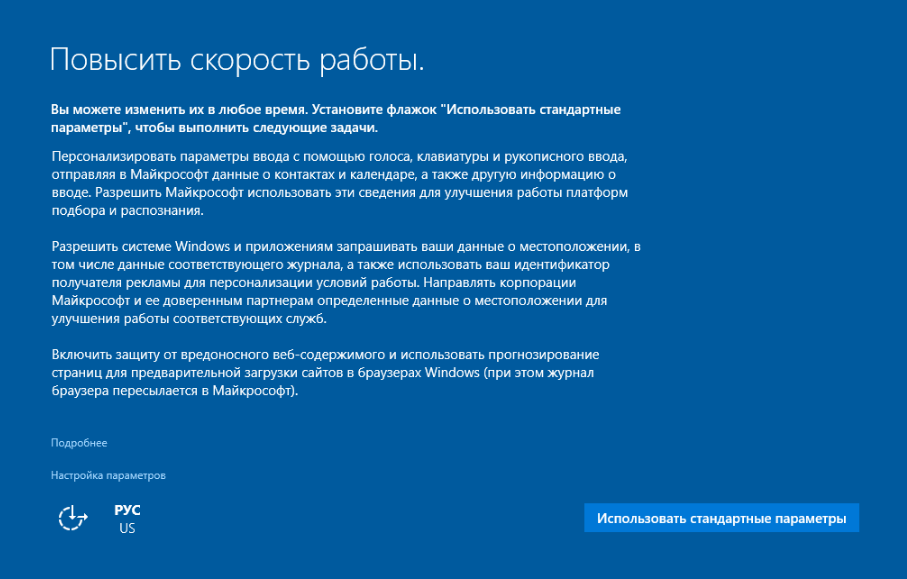 Повысить скорость работы.
Вы можете изменить их в любое время. Установите флажок "Использовать стандартные
параметры", чтобы выполнить следующие задачи.
Персонализировать параметры ввода с помощью голоса, клавиатуры и рукописного ввода,
отправляя в Майкрософт данные о контактах и календаре, а также другую информацию о
вводе. Разрешить Майкрософт использовать эти сведения для улучшения работы платформ
подбора и распознания.
Разрешить системе Windows и приложениям запрашивать ваши данные о местоположении, в
том числе данные соответствующего журнала, а также использовать ваш идентификатор
получателя рекламы для персонализации условий работы. Направлять корпорации
Майкрософт и ее доверенным партнерам определенные данные о местоположении для
улучшения работы соответствующих служб.
Включить защиту от вредоносного веб-содержимого и использовать прогнозирование
страниц для предварительной загрузки сайтов в браузерах Windows (при этом журнал
браузера пересылается в Майкрософт).
Подробнее
Настройка параметров
РУС
US
Использовать стандартные параметры